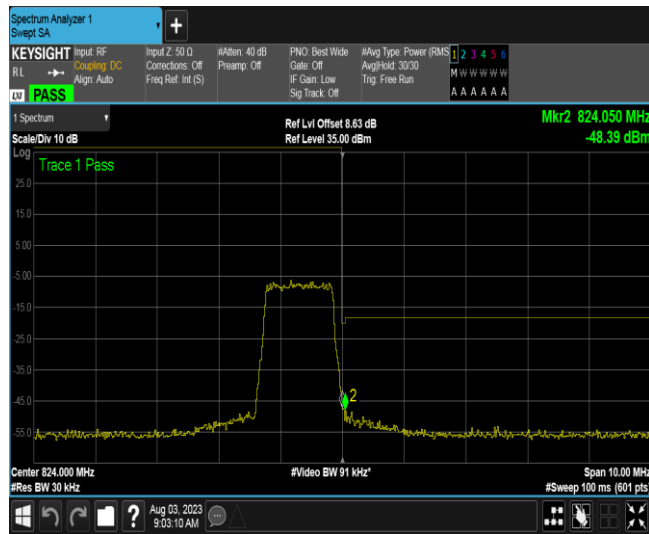 Spectrum Analyzer 1
Swept SA
+
KEYSIGHT Input: RF
RL Coupling: DC
Align: Auto
LXI PASS
Input Z: 50 Ω
Corrections: Off
Freq Ref: Int (S)
#Atten: 40 dB
Preamp: Off
PNO: Best Wide
Gate: Off
IF Gain: Low
Sig Track: Off
#Avg Type: Power (RMS
Avg|Hold: 30/30
Trig: Free Run
1 2 3 4 5 6
M W W W W W
A A A A A A
1 Spectrum
Scale/Div 10 dB
Ref Lvl Offset 8.63 dB
Ref Level 35.00 dBm
Mkr2 824.050 MHz
-48.39 dBm
Log
Trace 1 Pass
25.0
15.0
5.00
-5.00
-15.0
-25.0
-35.0
-45.0
-55.0
2
Center 824.000 MHz
#Res BW 30 kHz
#Video BW 91 kHz*
Span 10.00 MHz
#Sweep 100 ms (601 pts)
?
Aug 03, 2023
9:03:10 AM